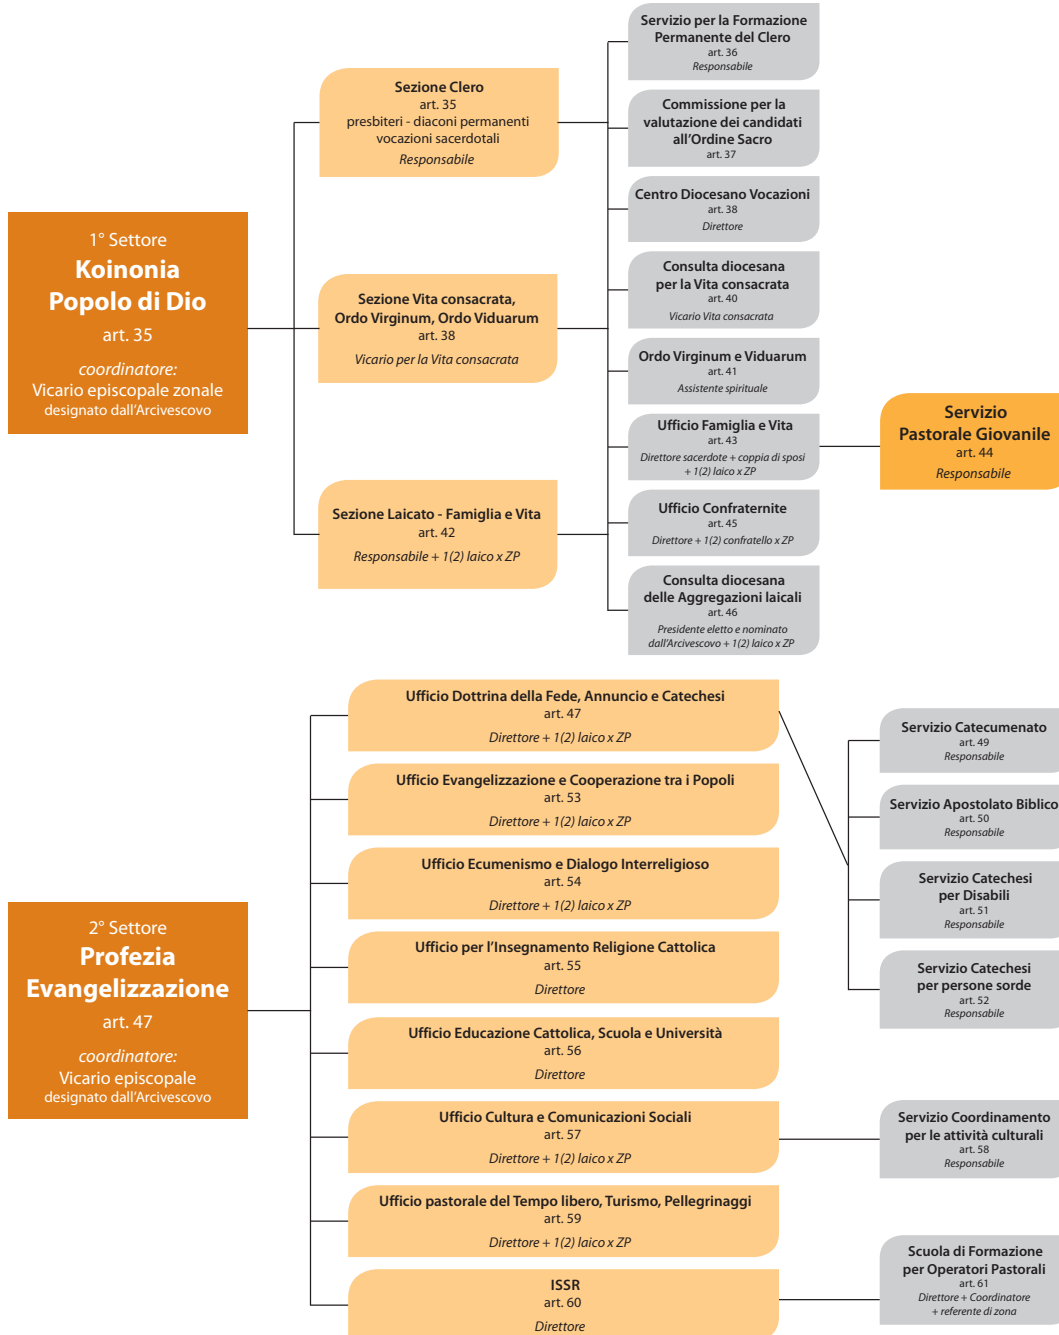 1° Settore
Koinonia
Popolo di Dio
art. 35
coordinatore:
Vicario episcopale zonale
designato dall'Arcivescovo
Sezione Clero
art. 35
presbiteri - diaconi permanenti
vocazioni sacerdotali
Responsabile
Sezione Vita consacrata,
Ordo Virginum, Ordo Viduarum
art. 38
Vicario per la Vita consacrata
Sezione Laicato - Famiglia e Vita
art. 42
Responsabile + 1(2) laico x ZP
Servizio per la Formazione
Permanente del Clero
art. 36
Responsabile
Commissione per la
valutazione dei candidati
all'Ordine Sacro
art. 37
Centro Diocesano Vocazioni
art. 38
Direttore
Consulta diocesana
per la Vita consacrata
art. 40
Vicario Vita consacrata
Ordo Virginum e Viduarum
art. 41
Assistente spirituale
Ufficio Famiglia e Vita
art. 43
Direttore sacerdote + coppia di sposi
+ 1(2) laico x ZP
Ufficio Confraternite
art. 45
Direttore + 1(2) confratello x ZP
Consulta diocesana
delle Aggregazioni laicali
art. 46
Presidente eletto e nominato
dall'Arcivescovo + 1(2) laico x ZP
Servizio
Pastorale Giovanile
art. 44
Responsabile
2° Settore
Profezia
Evangelizzazione
art. 47
coordinatore:
Vicario episcopale
designato dall'Arcivescovo
Ufficio Dottrina della Fede, Annuncio e Catechesi
art. 47
Direttore + 1(2) laico x ZP
Ufficio Evangelizzazione e Cooperazione tra i Popoli
art. 53
Direttore + 1(2) laico x ZP
Ufficio Ecumenismo e Dialogo Interreligioso
art. 54
Direttore + 1(2) laico x ZP
Ufficio per l'Insegnamento Religione Cattolica
art. 55
Direttore
Ufficio Educazione Cattolica, Scuola e Università
art. 56
Direttore
Ufficio Cultura e Comunicazioni Sociali
art. 57
Direttore + 1(2) laico x ZP
Ufficio pastorale del Tempo libero, Turismo, Pellegrinaggi
art. 59
Direttore + 1(2) laico x ZP
ISSR
art. 60
Direttore
Servizio Catecumenato
art. 49
Responsabile
Servizio Apostolato Biblico
art. 50
Responsabile
Servizio Catechesi
per Disabili
art. 51
Responsabile
Servizio Catechesi
per persone sorde
art. 52
Responsabile
Servizio Coordinamento
per le attività culturali
art. 58
Responsabile
Scuola di Formazione
per Operatori Pastorali
art. 61
Direttore + Coordinatore
+ referente di zona